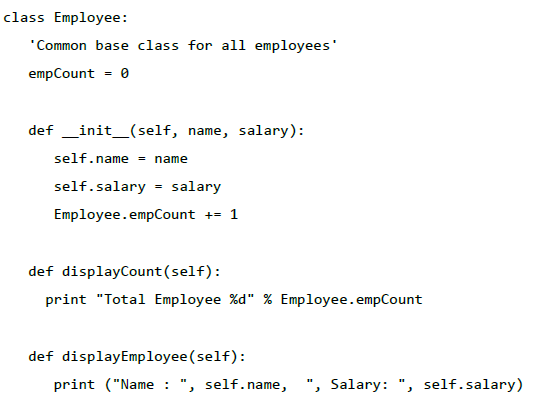 class Employee:
'Common base class for all employees'
empCount = 0
def __init__(self, name, salary):
self.name = name
self.salary = salary
Employee.empCount += 1
def displayCount(self):
print "Total Employee %d" % Employee.empCount
def displayEmployee(self):
print ("Name : ", self.name,  ", Salary: ", self.salary)